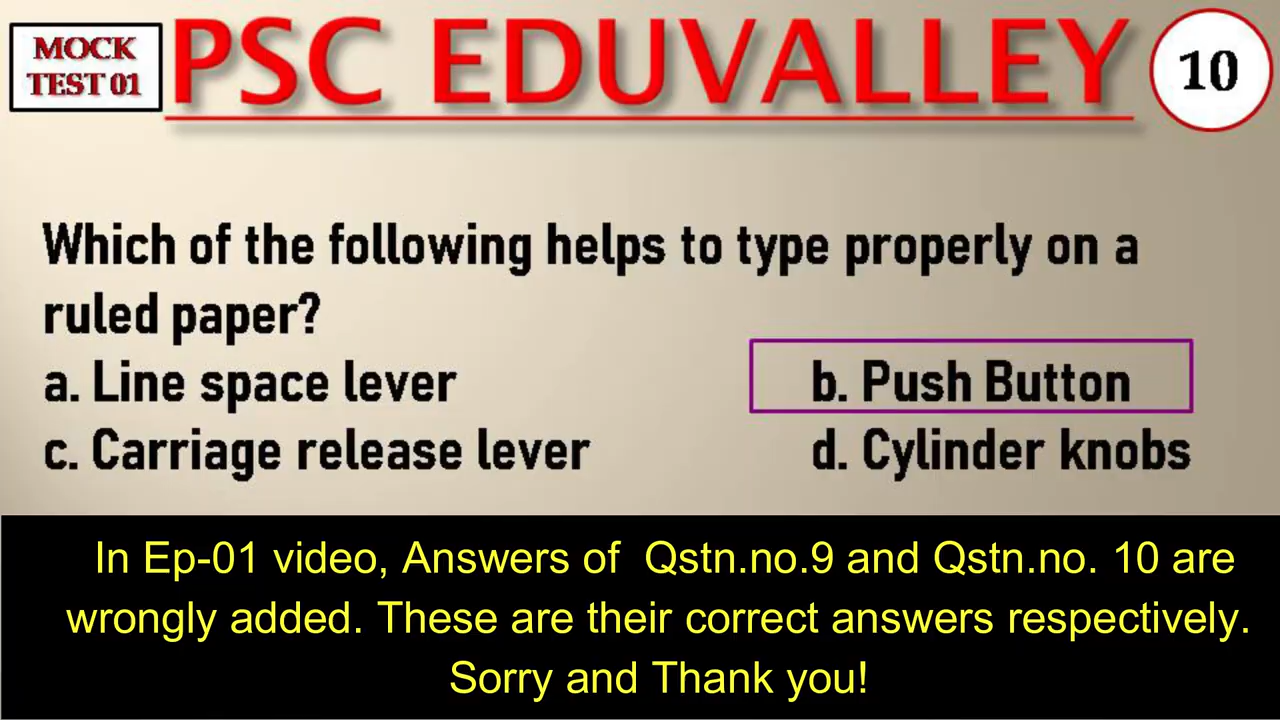 MOCK
TEST 01
PSC EDUVALLEY
10
Which of the following helps to type properly on a
ruled paper?
a. Line space lever b. Push Button
c. Carriage release lever d. Cylinder knobs
In Ep-01 video, Answers of Qstn.no.9 and Qstn.no. 10 are
wrongly added. These are their correct answers respectively.
Sorry and Thank you!